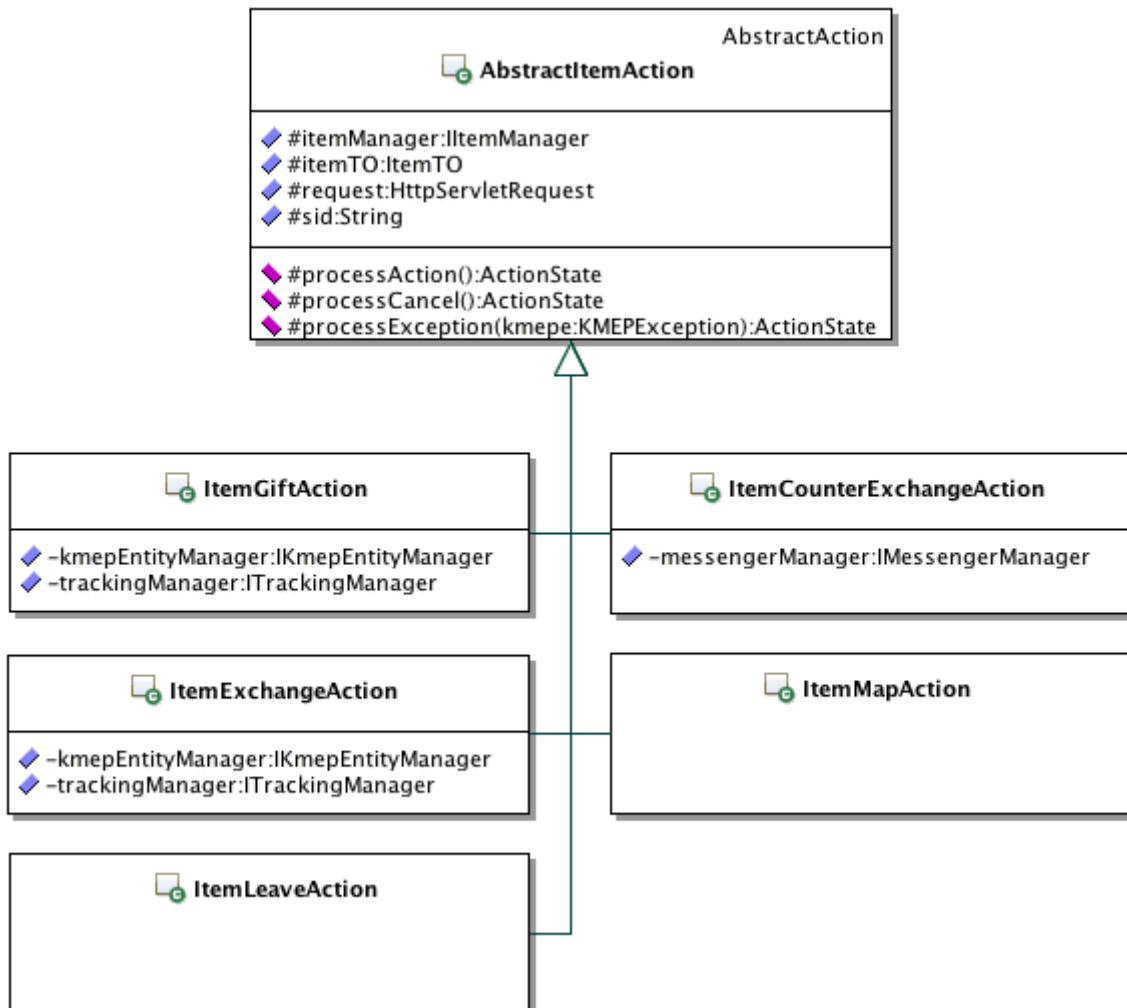 AbstractAction
AbstractItemAction
#itemManager:IItemManager
#itemTO:ItemTO
#request:HttpServletRequest
#sid:String
#processAction():ActionState
#processCancel():ActionState
#processException(kmepe:KMEPException):ActionState
ItemGiftAction
-kmepEntityManager:IKmepEntityManager
-trackingManager:ITrackingManager
ItemCounterExchangeAction
-messengerManager:IMessengerManager
ItemExchangeAction
-kmepEntityManager:IKmepEntityManager
-trackingManager:ITrackingManager
ItemMapAction
ItemLeaveAction